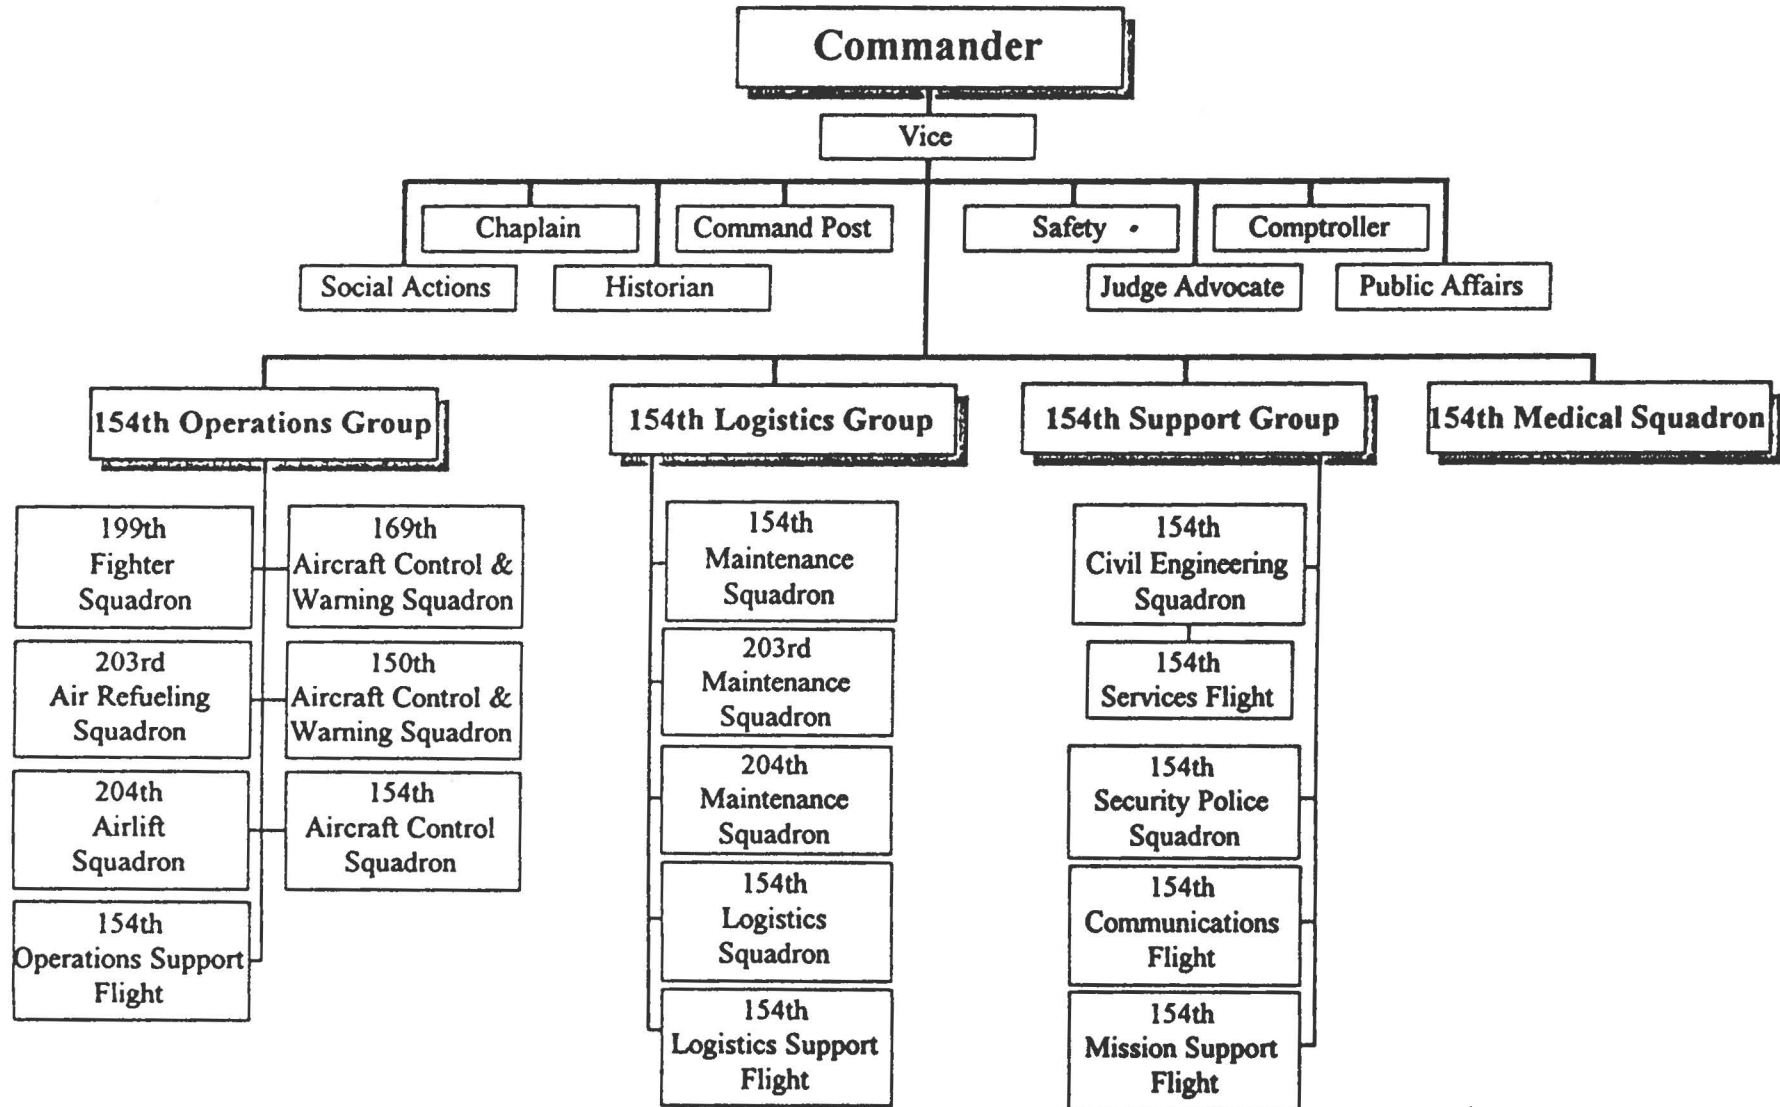 Commander
Vice
Chaplain
Command Post
Safety
Comptroller
Social Actions
Historian
Judge Advocate
Public Affairs
154th Operations Group
154th Logistics Group
154th Support Group
154th Medical Squadron
199th
Fighter
Squadron
169th
Aircraft Control &
Warning Squadron
203rd
Air Refueling
Squadron
150th
Aircraft Control &
Warning Squadron
204th
Airlift
Squadron
154th
Aircraft Control
Squadron
154th
Operations Support
Flight
154th
Maintenance
Squadron
203rd
Maintenance
Squadron
204th
Maintenance
Squadron
154th
Logistics
Squadron
154th
Logistics Support
Flight
154th
Civil Engineering
Squadron
154th
Services Flight
154th
Security Police
Squadron
154th
Communications
Flight
154th
Mission Support
Flight